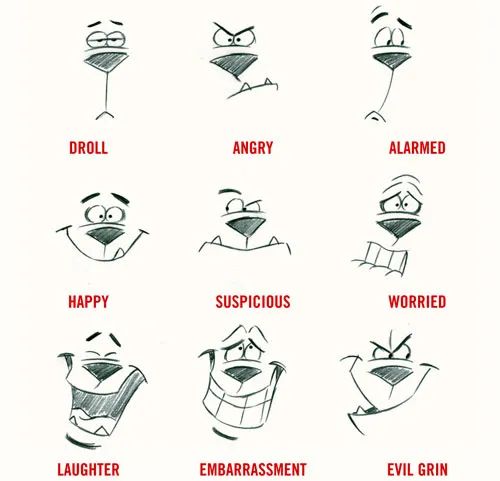 DROLL
ANGRY
ALARMED
HAPPY
SUSPICIOUS
WORRIED
LAUGHTER
EMBARRASSMENT
EVIL GRIN